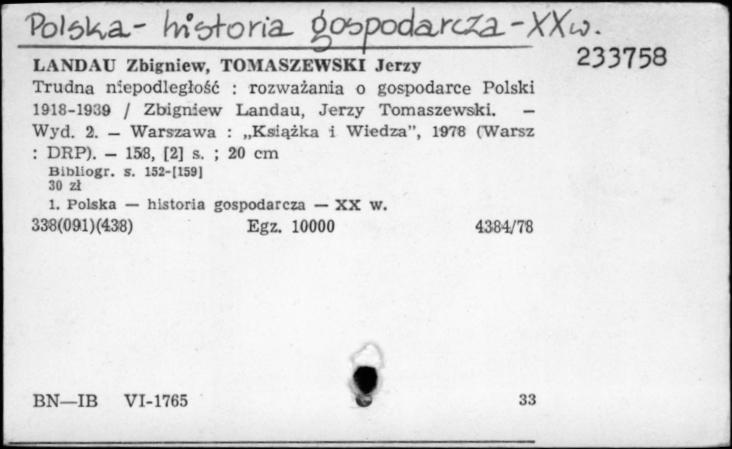 Polska - historia gospodarcza - XX w.
233758
LANDAU Zbigniew, TOMASZEWSKI Jerzy
Trudna niepodległość : rozważania o gospodarce Polski
1918-1939 / Zbigniew Landau, Jerzy Tomaszewski. —
Wyd. 2. — Warszawa : „Książka i Wiedza”, 1978 (Warsz
: DRP). — 158, [2] s. ; 20 cm
Bibliogr. s. 152-[159]
30 zł
1. Polska — historia gospodarcza — XX w.
338(091)(438) Egz. 10000 4384/78
BN—IB VI-1765 33